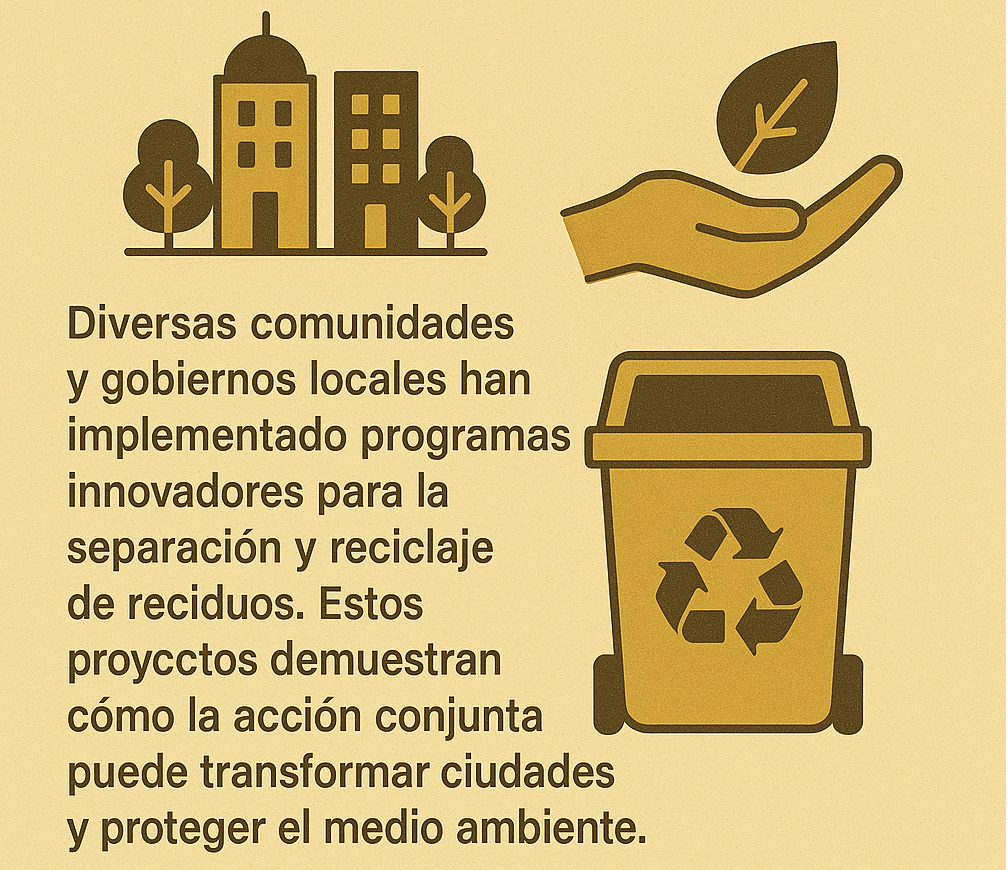 Diversas comunidades
y gobiernos locales han
implementado programas
innovadores para la
separación y reciclaje
de reciduos. Estos
proycctos demuestran
cómo la acción conjunta
puede transformar ciudades
y proteger el medio ambiente.